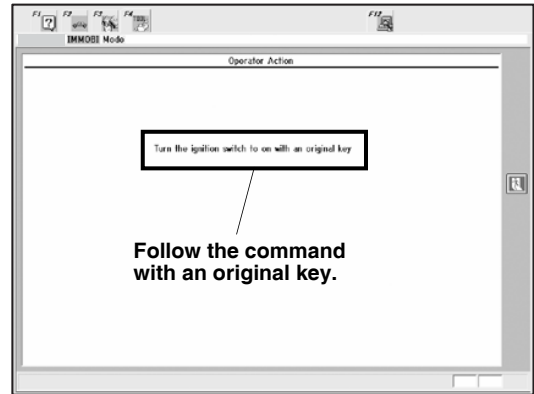 F1 F2 F3 F4 F12
IMMOBI Mode
Operator Action
Turn the ignition switch to on with an original key
Follow the command
with an original key.